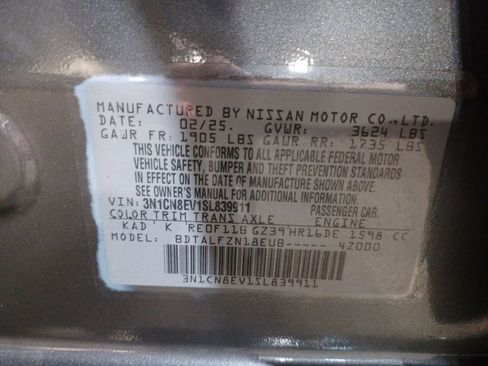 MANUFACTURED BY NISSAN MOTOR CO.,LTD.
DATE: 02/25. GVWR: 3624 LBS
GAWR FR: 1905 LBS GAWR RR: 1735 LBS
THIS VEHICLE CONFORMS TO ALL APPLICABLE FEDERAL MOTOR
VEHICLE SAFETY, BUMPER AND THEFT PREVENTION STANDARDS
IN EFFECT ON THE DATE OF MANUFACTURE SHOWN ABOVE.
SEE OWNER'S MANUAL FOR ADDITIONAL INFORMATION.
VIN: 3N1CN8EV1SL839911 PASSENGER CAR.
COLOR TRIM TRANS AXLE ENGINE
KAD K RE0F11B GZ39 HR16DE 1598 CC
MODEL: BDTALFZN18EUB----- 42000
3N1CN8EV1SL839911